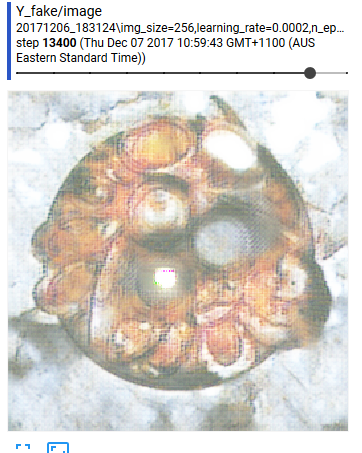 Y_fake/image
20171206_183124\img_size=256,learning_rate=0.0002,n_ep...
step 13400 (Thu Dec 07 2017 10:59:43 GMT+1100 (AUS
Eastern Standard Time))